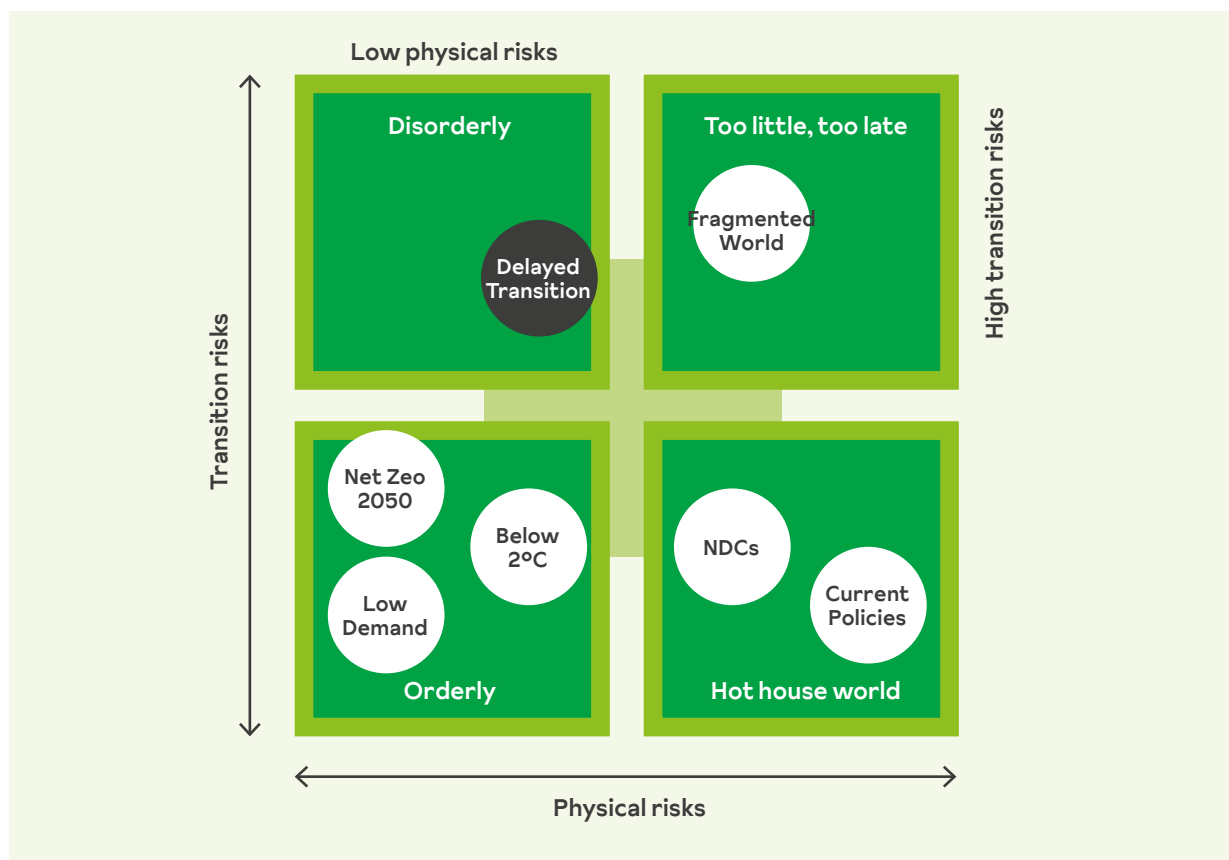 Low physical risks
Disorderly
Too little, too late
High transition risks
Fragmented
World
Delayed
Transition
Transition risks
Net Zeo
2050
Below
2°C
NDCs
Low
Demand
Current
Policies
Orderly
Hot house world
Physical risks